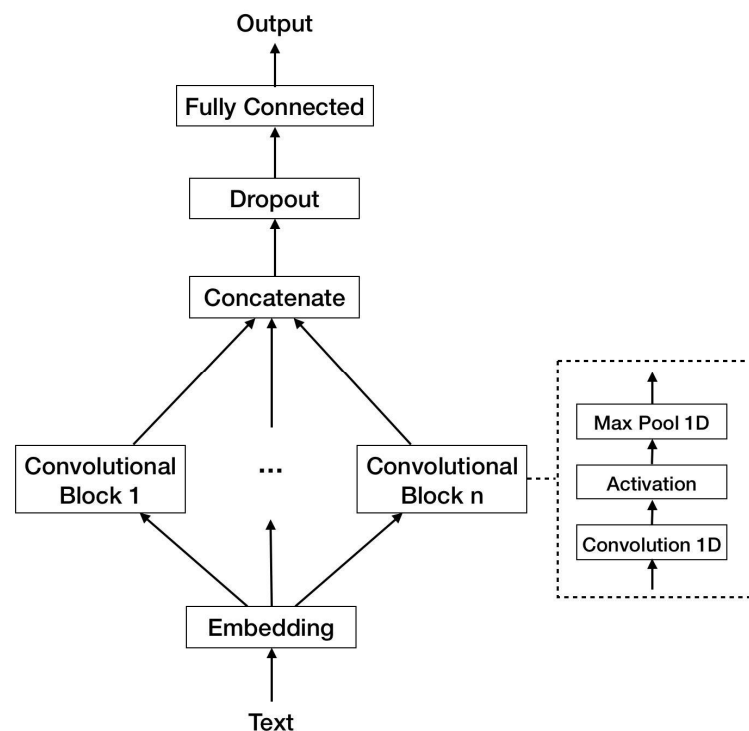 Output
Fully Connected
Dropout
Concatenate
Convolutional
Block 1
...
Convolutional
Block n
Max Pool 1D
Activation
Convolution 1D
Embedding
Text